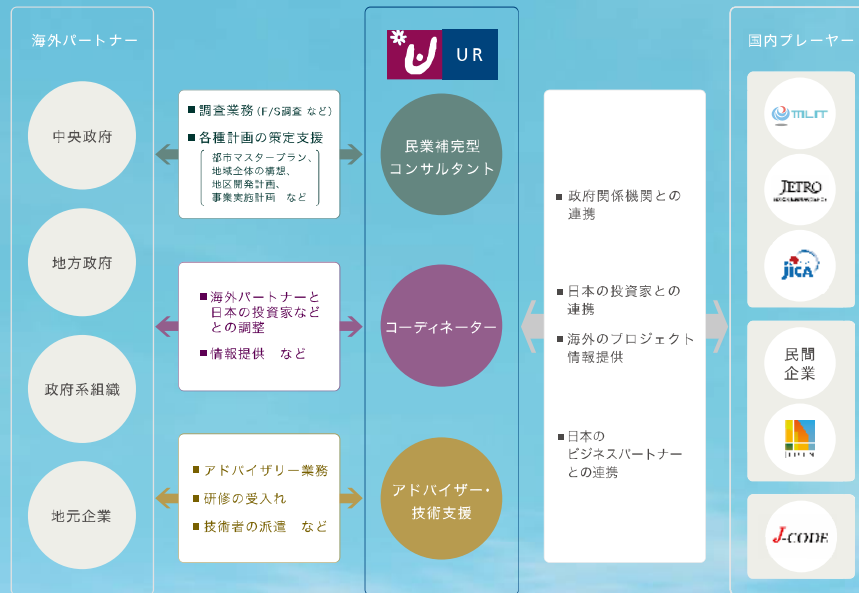 海外パートナー
中央政府
地方政府
政府系組織
地元企業
■調査業務(F/S調査 など)
■各種計画の策定支援
都市マスタープラン、
地域全体の構想、
地区開発計画、
事業実施計画 など
■海外パートナーと
日本の投資家など
との調整
■情報提供 など
■アドバイザリー業務
■研修の受入れ
■技術者の派遣 など
UR
民業補完型
コンサルタント
コーディネーター
アドバイザー・
技術支援
■政府関係機関との
連携
■日本の投資家との
連携
■海外のプロジェクト
情報提供
■日本の
ビジネスパートナー
との連携
国内プレーヤー
MLIT
JETRO
JICA
民間
企業
J-CODE